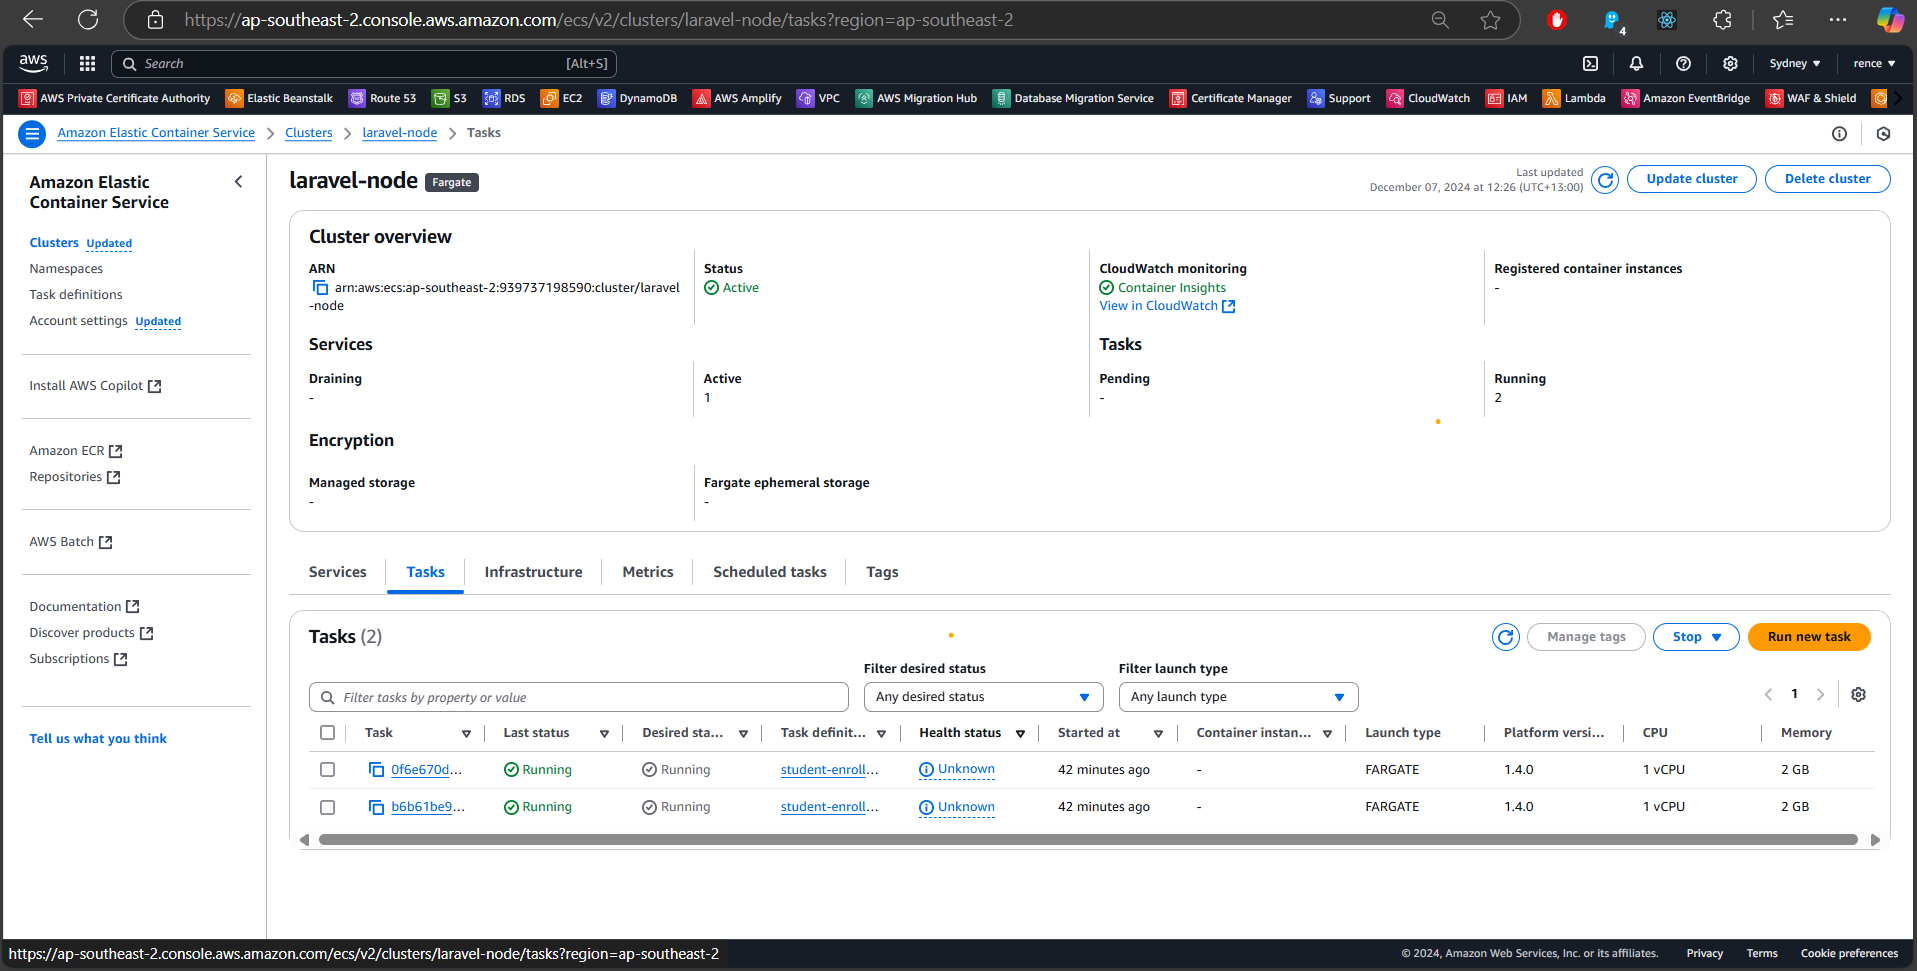 https://ap-southeast-2.console.aws.amazon.com/ecs/v2/clusters/laravel-node/tasks?region=ap-southeast-2
4
aws
Search [Alt+S]
Sydney rence
AWS Private Certificate Authority Elastic Beanstalk Route 53 S3 RDS EC2 DynamoDB AWS Amplify VPC AWS Migration Hub Database Migration Service Certificate Manager Support CloudWatch IAM Lambda Amazon EventBridge WAF & Shield
Amazon Elastic Container Service Clusters laravel-node Tasks
Amazon Elastic
Container Service
Clusters Updated
Namespaces
Task definitions
Account settings Updated
Install AWS Copilot
Amazon ECR
Repositories
AWS Batch
Documentation
Discover products
Subscriptions
Tell us what you think
laravel-node Fargate
Last updated
December 07, 2024 at 12:26 (UTC+13:00)
Update cluster Delete cluster
Cluster overview
ARN
arn:aws:ecs:ap-southeast-2:939737198590:cluster/laravel
-node
Status
Active
CloudWatch monitoring
Container Insights
View in CloudWatch
Registered container instances
-
Services
Tasks
Draining
-
Active
1
Pending
-
Running
2
Encryption
Managed storage
-
Fargate ephemeral storage
-
Services Tasks Infrastructure Metrics Scheduled tasks Tags
Tasks (2)
Manage tags Stop Run new task
Filter desired status Filter launch type
Filter tasks by property or value Any desired status Any launch type 1
Task Last status Desired sta... Task definit... Health status Started at Container instan... Launch type Platform versi... CPU Memory
0f6e670d... Running Running student-enroll... Unknown 42 minutes ago - FARGATE 1.4.0 1 vCPU 2 GB
b6b61be9... Running Running student-enroll... Unknown 42 minutes ago - FARGATE 1.4.0 1 vCPU 2 GB
https://ap-southeast-2.console.aws.amazon.com/ecs/v2/clusters/laravel-node/tasks?region=ap-southeast-2
© 2024, Amazon Web Services, Inc. or its affiliates. Privacy Terms Cookie preferences